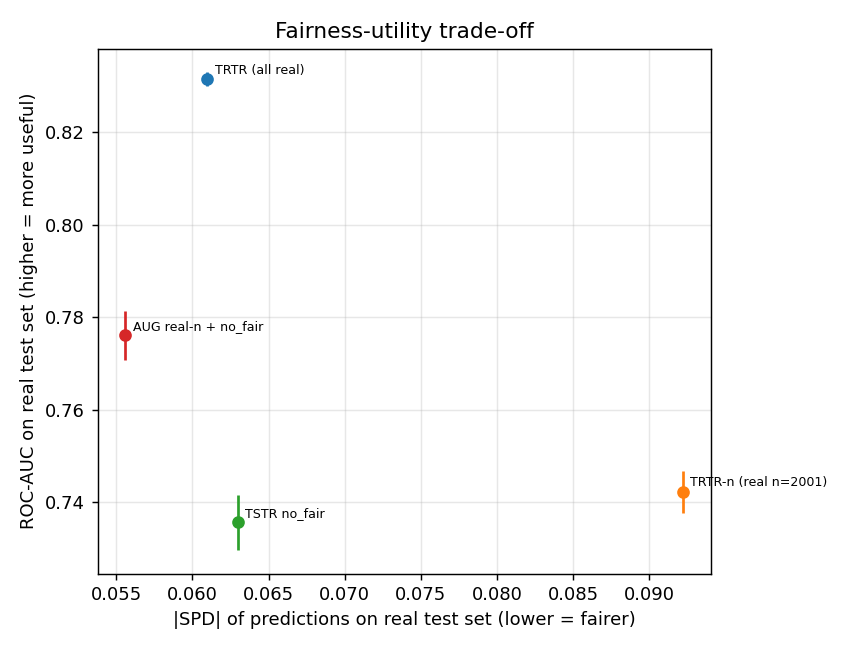 Fairness-utility trade-off
TRTR (all real)
0.82
0.80
0.78
AUG real-n + no_fair
0.76
TRTR-n (real n=2001)
0.74
TSTR no_fair
ROC-AUC on real test set (higher = more useful)
0.055 0.060 0.065 0.070 0.075 0.080 0.085 0.090
|SPD| of predictions on real test set (lower = fairer)